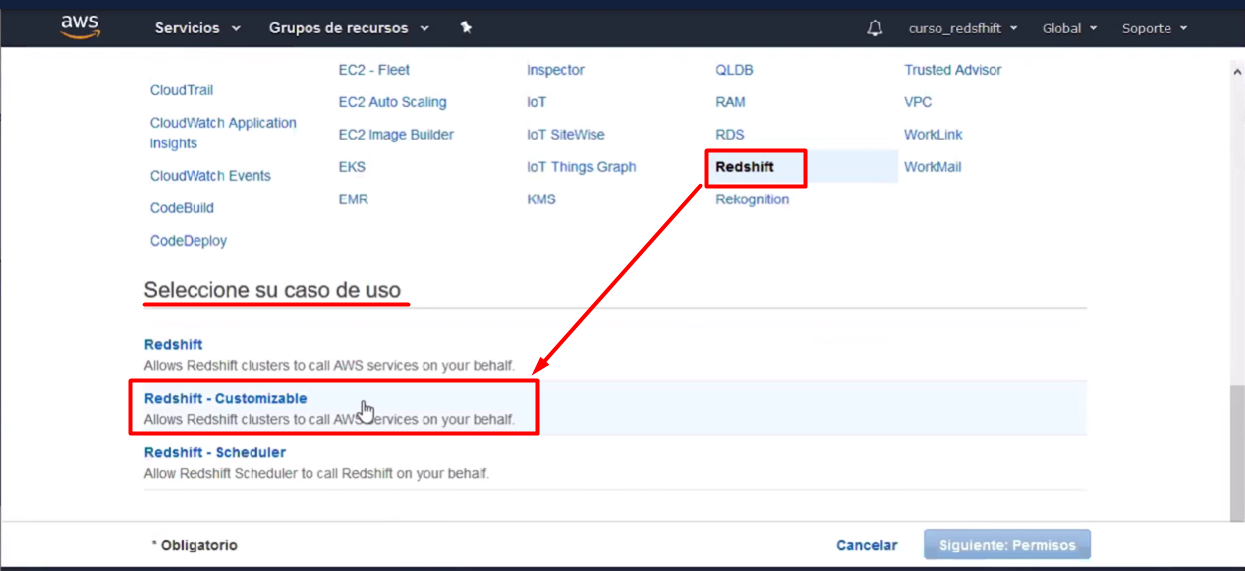 aws Servicios Grupos de recursos curso_redsfhift Global Soporte
EC2 - Fleet Inspector QLDB Trusted Advisor
CloudTrail
EC2 Auto Scaling IoT RAM VPC
CloudWatch Application
Insights
EC2 Image Builder IoT SiteWise RDS WorkLink
EKS IoT Things Graph Redshift WorkMail
CloudWatch Events
EMR KMS Rekognition
CodeBuild
CodeDeploy
Seleccione su caso de uso
Redshift
Allows Redshift clusters to call AWS services on your behalf.
Redshift - Customizable
Allows Redshift clusters to call AWS services on your behalf.
Redshift - Scheduler
Allow Redshift Scheduler to call Redshift on your behalf.
* Obligatorio Cancelar Siguiente: Permisos